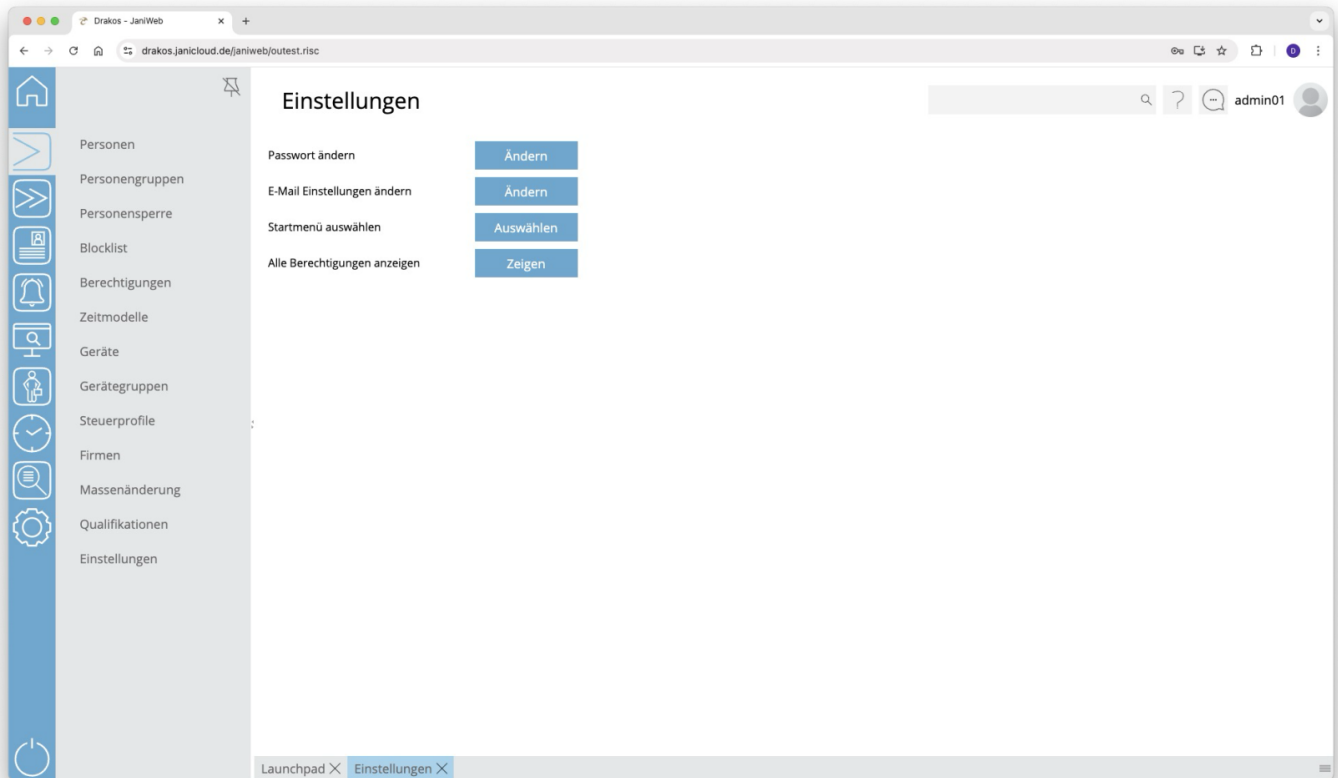 Drakos - JaniWeb
drakos.janicloud.de/janiweb/outest.risc
D
Einstellungen
admin01
Personen
Personengruppen
Personensperre
Blocklist
Berechtigungen
Zeitmodelle
Geräte
Gerätegruppen
Steuerprofile
Firmen
Massenänderung
Qualifikationen
Einstellungen
Passwort ändern Ändern
E-Mail Einstellungen ändern Ändern
Startmenü auswählen Auswählen
Alle Berechtigungen anzeigen Zeigen
Launchpad Einstellungen